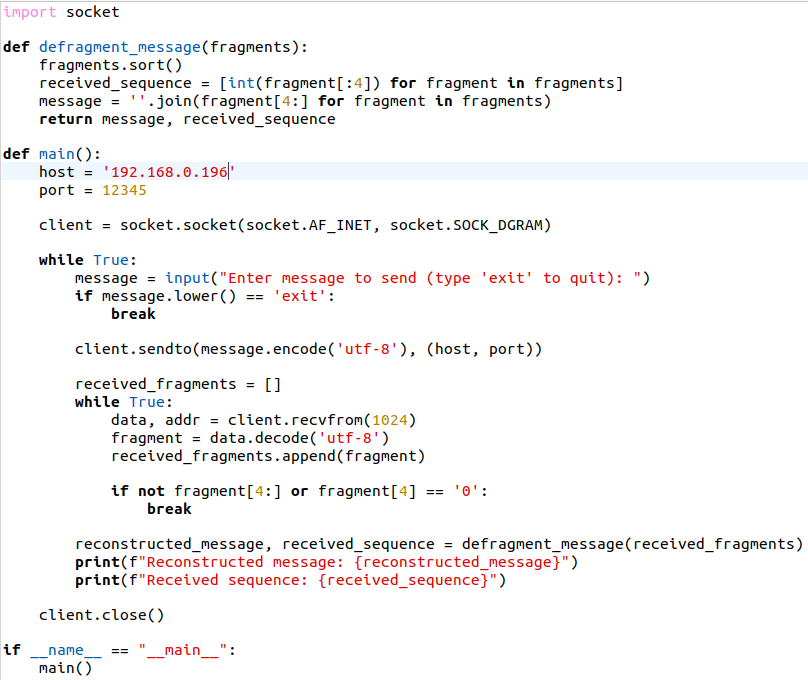 import socket

def defragment_message(fragments):
    fragments.sort()
    received_sequence = [int(fragment[:4]) for fragment in fragments]
    message = ''.join(fragment[4:] for fragment in fragments)
    return message, received_sequence

def main():
    host = '192.168.0.196'
    port = 12345

    client = socket.socket(socket.AF_INET, socket.SOCK_DGRAM)

    while True:
        message = input("Enter message to send (type 'exit' to quit): ")
        if message.lower() == 'exit':
            break

        client.sendto(message.encode('utf-8'), (host, port))

        received_fragments = []
        while True:
            data, addr = client.recvfrom(1024)
            fragment = data.decode('utf-8')
            received_fragments.append(fragment)

            if not fragment[4:] or fragment[4] == '0':
                break

        reconstructed_message, received_sequence = defragment_message(received_fragments)
        print(f"Reconstructed message: {reconstructed_message}")
        print(f"Received sequence: {received_sequence}")

    client.close()

if __name__ == "__main__":
    main()